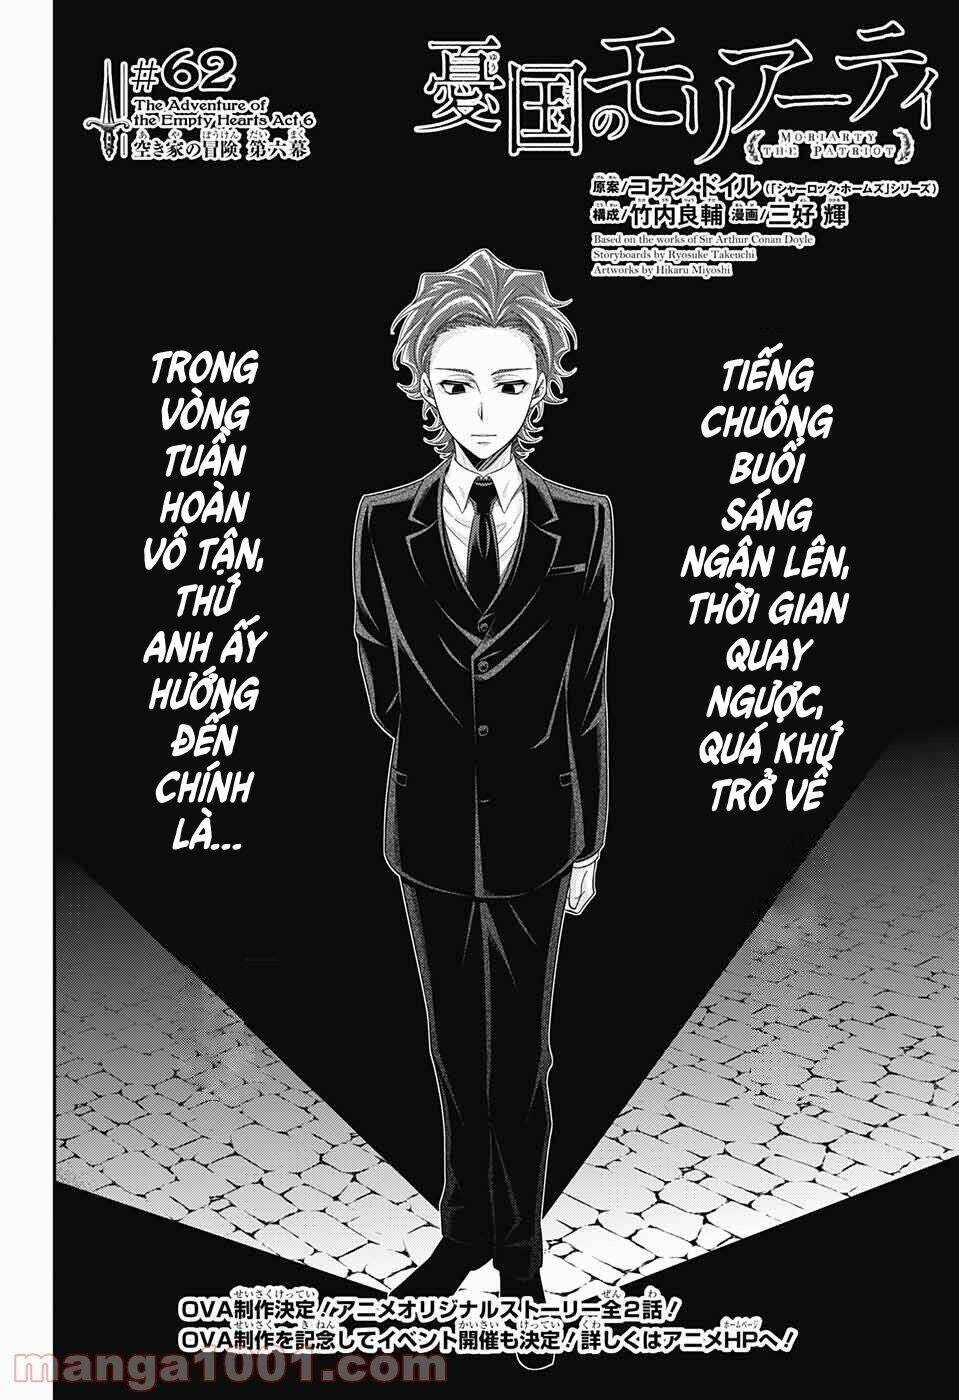 憂国のモリアーティ
MORIARTY
THE PATRIOT
原案/コナン・ドイル(「シャーロック・ホームズ」シリーズ)
構成/竹内良輔 漫画/三好 輝
Based on the works of Sir Arthur Conan Doyle
Storyboards by Ryosuke Takeuchi
Artworks by Hikaru Miyoshi
#62
The Adventure of
the Empty Hearts Act 6
空き家の冒険 第六幕
TIẾNG
CHUÔNG
BUỔI
SÁNG
NGÂN LÊN,
THỜI GIAN
QUAY
NGƯỢC,
QUÁ KHỨ
TRỞ VỀ
TRONG
VÒNG
TUẦN
HOÀN
VÔ TẬN,
THỨ
ANH ẤY
HƯỚNG
ĐẾN
CHÍNH
LÀ...
OVA制作決定!アニメオリジナルストーリー全2話!
OVA制作を記念してイベント開催も決定!詳しくはアニメHPへ!
manga1001.com